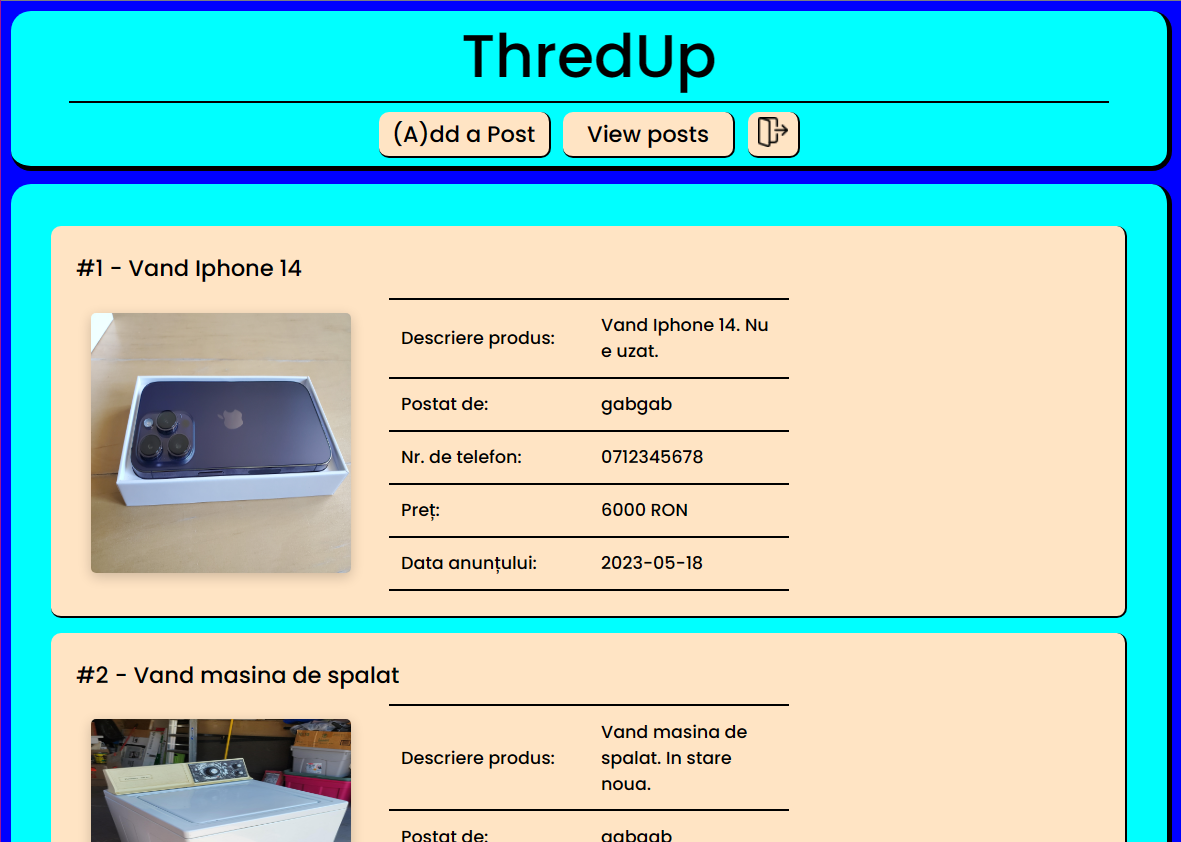 ThredUp
(A)dd a Post View posts
#1 - Vand Iphone 14
Descriere produs: Vand Iphone 14. Nu
e uzat.
Postat de: gabgab
Nr. de telefon: 0712345678
Preț: 6000 RON
Data anunțului: 2023-05-18
#2 - Vand masina de spalat
Descriere produs: Vand masina de
spalat. In stare
noua.
Postat de: gabgab